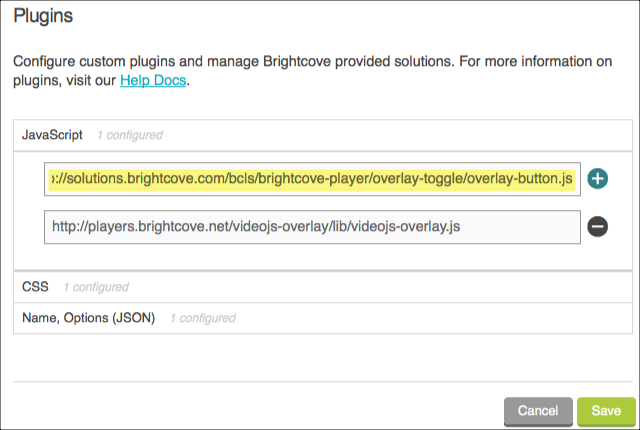 Plugins
Configure custom plugins and manage Brightcove provided solutions. For more information on
plugins, visit our Help Docs.
JavaScript 1 configured
://solutions.brightcove.com/bcls/brightcove-player/overlay-toggle/overlay-button.js
http://players.brightcove.net/videojs-overlay/lib/videojs-overlay.js
CSS 1 configured
Name, Options (JSON) 1 configured
Cancel Save